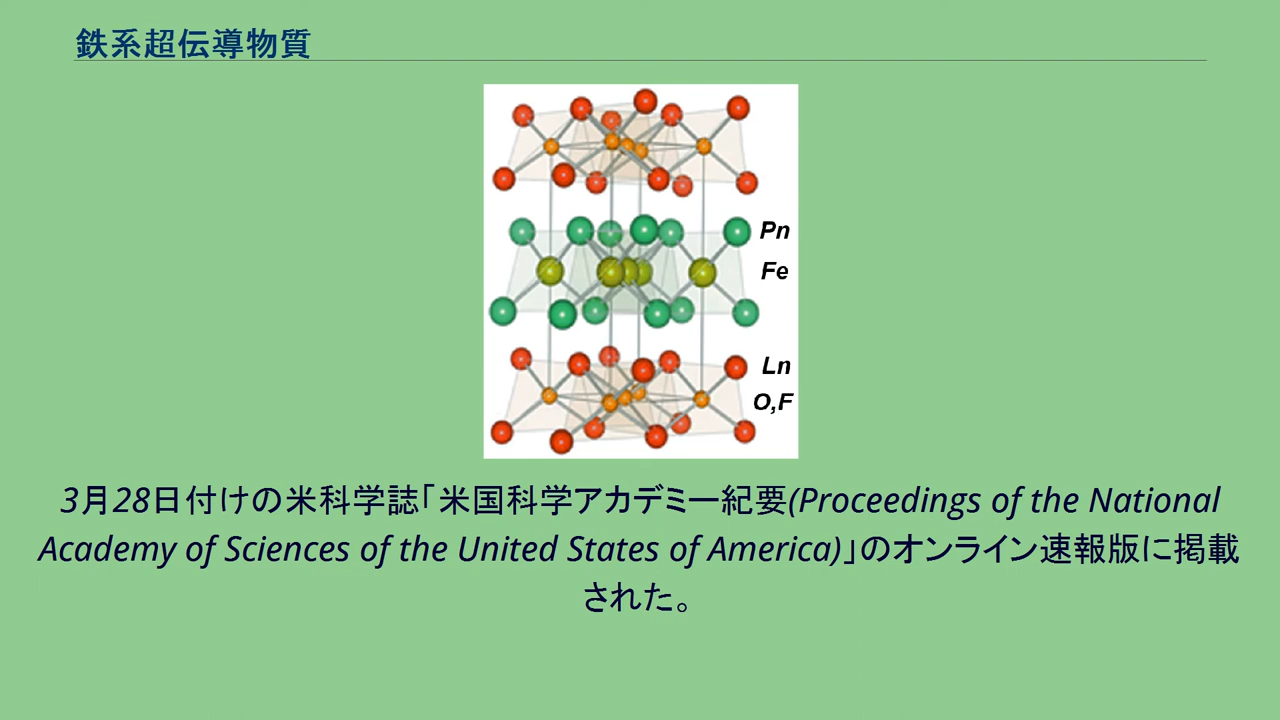 鉄系超伝導物質
Pn
Fe
Ln
O,F
3月28日付けの米科学誌「米国科学アカデミー紀要(Proceedings of the National
Academy of Sciences of the United States of America)」のオンライン速報版に掲載
された。